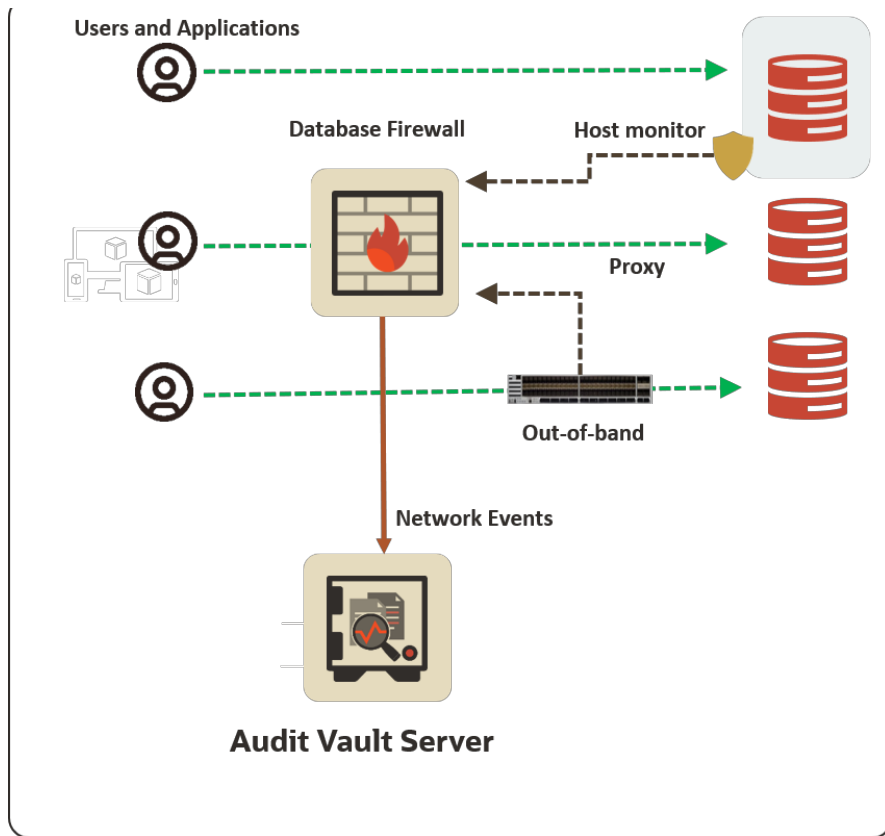 Users and Applications
Database Firewall
Host monitor
Proxy
Out-of-band
Network Events
Audit Vault Server